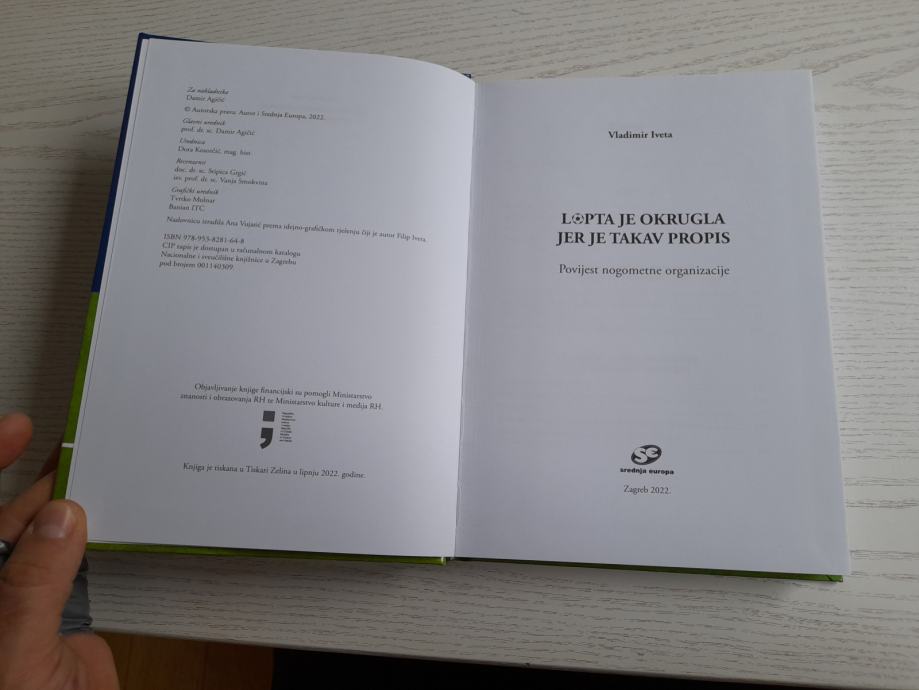 Za nakladnika
Damir Agičić
© Autorska prava: Autor i Srednja Europa, 2022.
Glavni urednik
prof. dr. sc. Damir Agičić
Urednica
Dora Kosorčić, mag. hist.
Recenzenti
doc. dr. sc. Stipica Grgić
izv. prof. dr. sc. Vanja Smokvina
Grafički urednik
Tvrtko Molnar
Banian ITC
Naslovnicu izradila Ana Vujasić prema idejno-grafičkom rješenju čiji je autor Filip Iveta.
ISBN 978-953-8281-64-8
CIP zapis je dostupan u računalnom katalogu
Nacionalne i sveučilišne knjižnice u Zagrebu
pod brojem 001140309.
Objavljivanje knjige financijski su pomogli Ministarstvo
znanosti i obrazovanja RH te Ministarstvo kulture i medija RH.
Knjiga je tiskana u Tiskari Zelina u lipnju 2022. godine.
Vladimir Iveta
LOPTA JE OKRUGLA
JER JE TAKAV PROPIS
Povijest nogometne organizacije
se
srednja europa
Zagreb 2022.